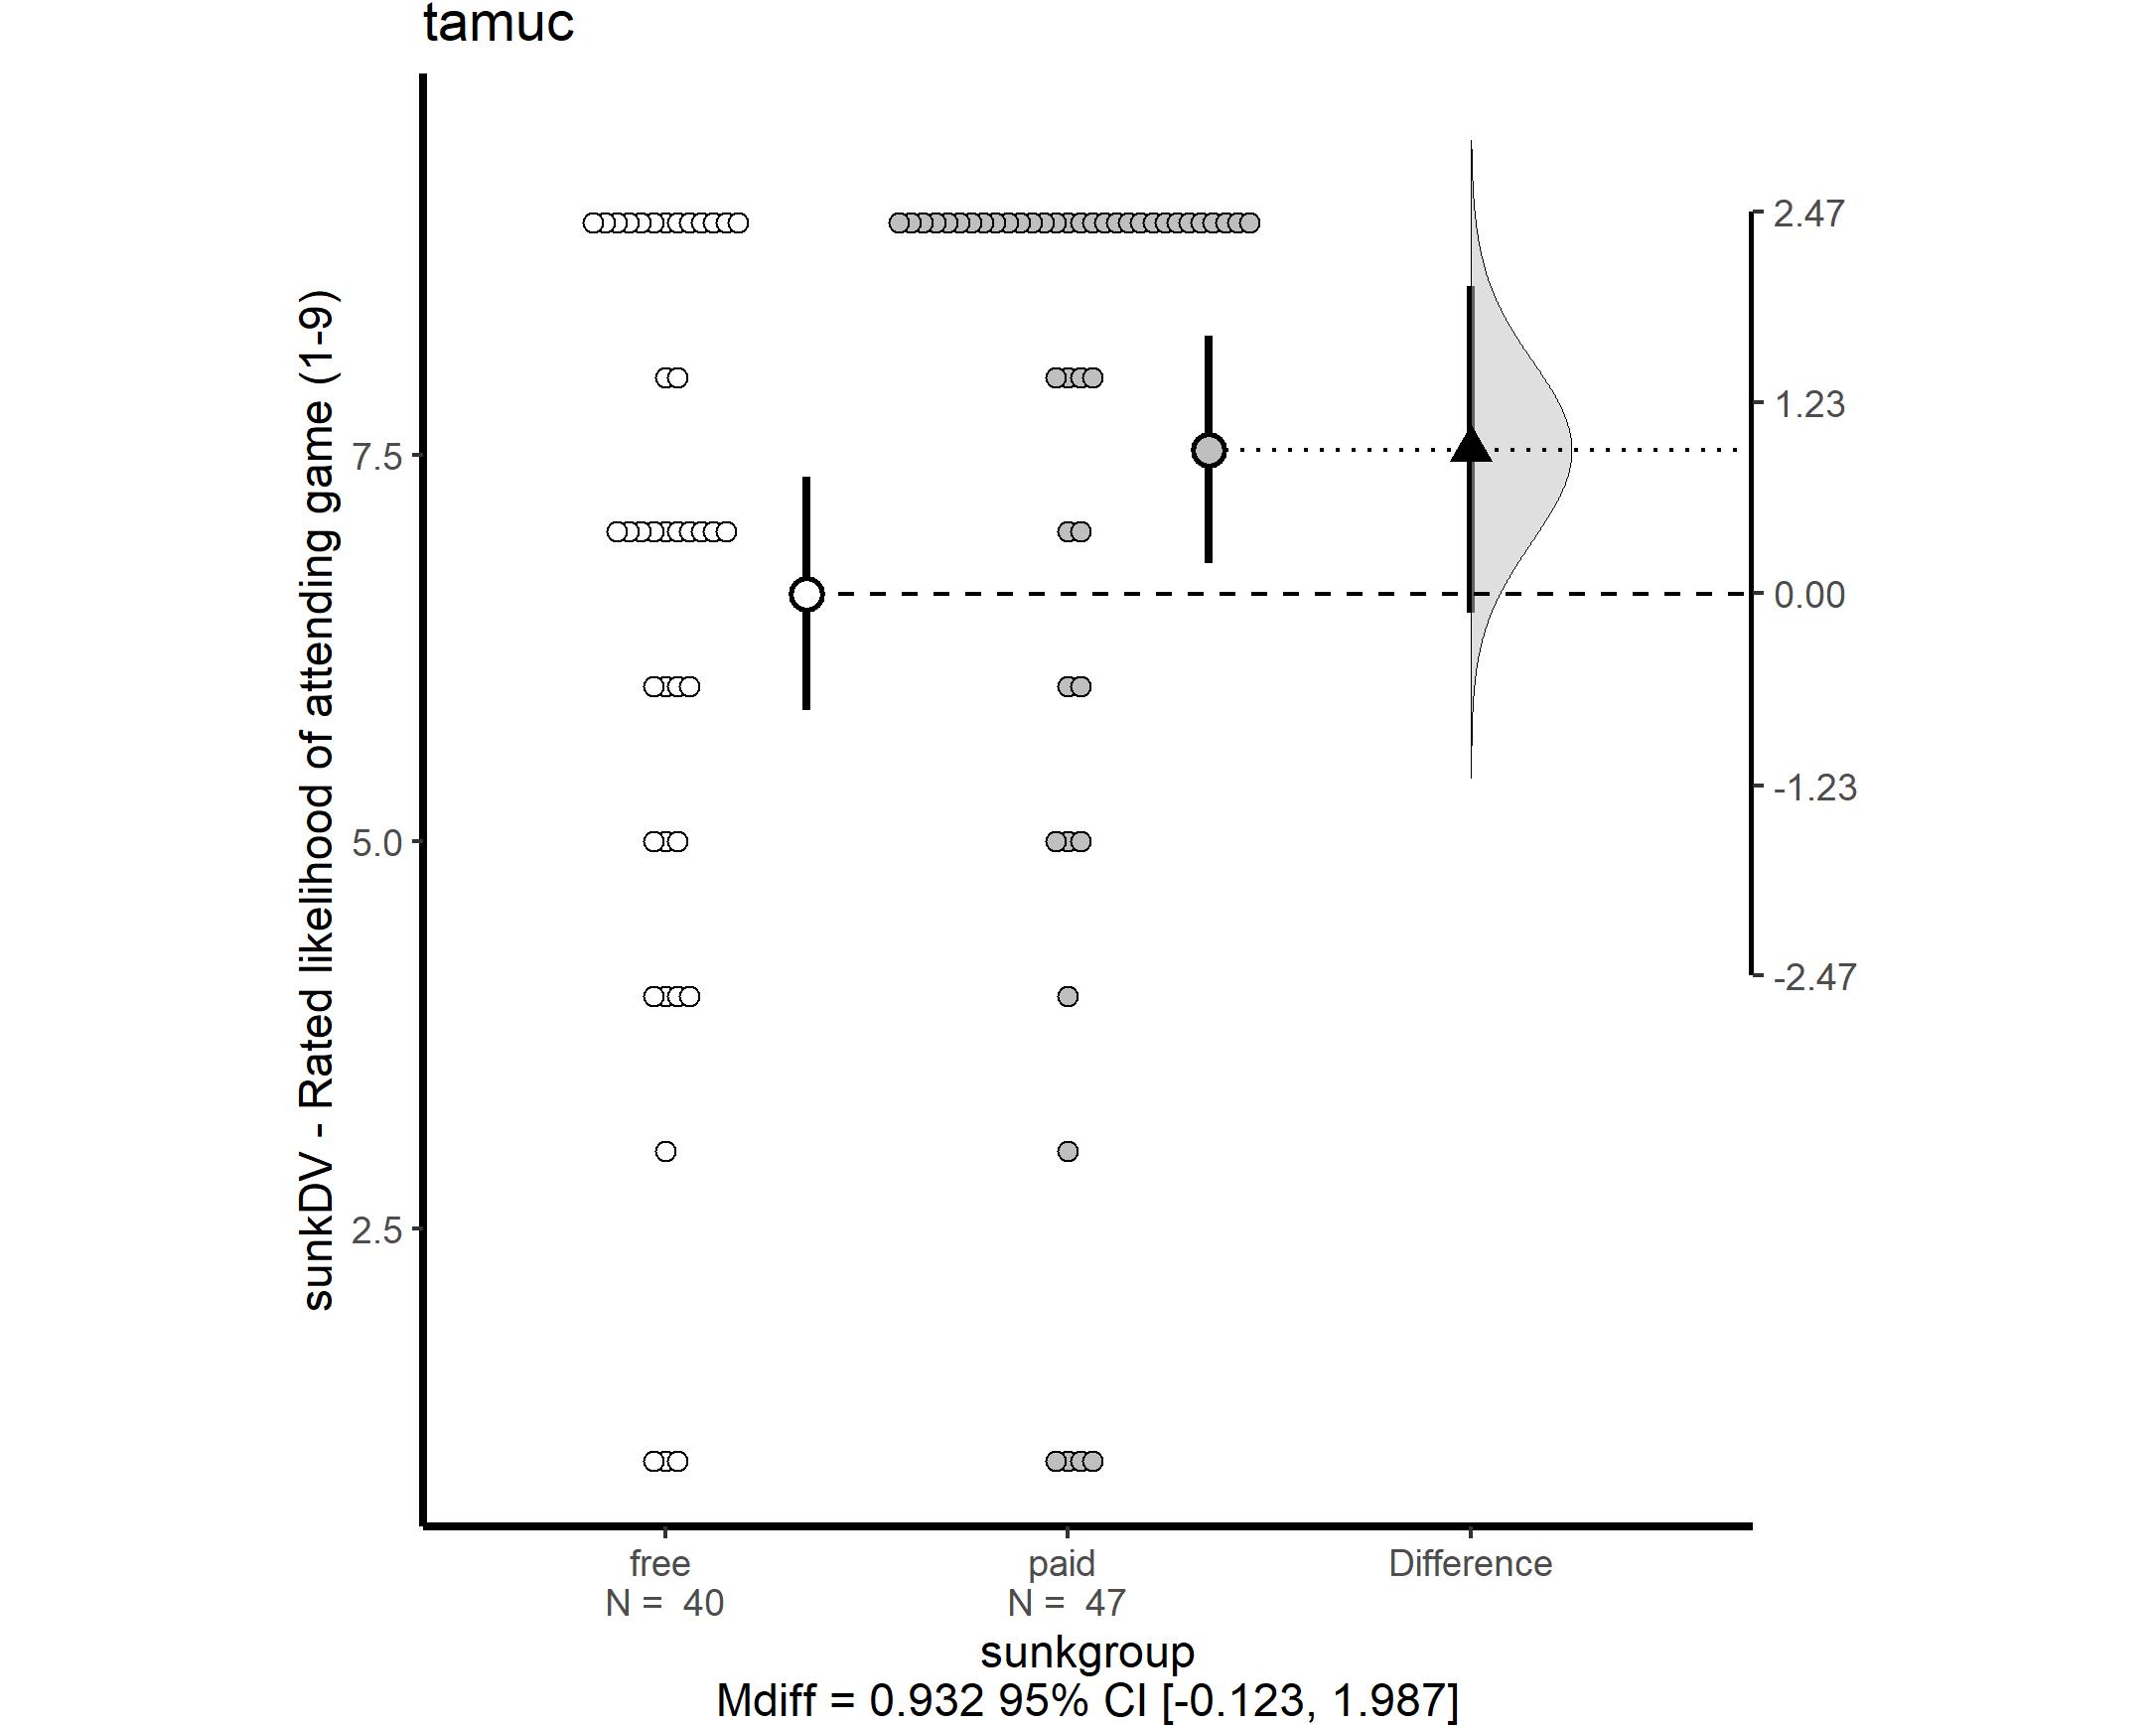 tamuc
sunkDV - Rated likelihood of attending game (1-9)
7.5
5.0
2.5
2.47
1.23
0.00
-1.23
-2.47
free
N =  40
paid
N =  47
Difference
sunkgroup
Mdiff = 0.932 95% CI [-0.123, 1.987]